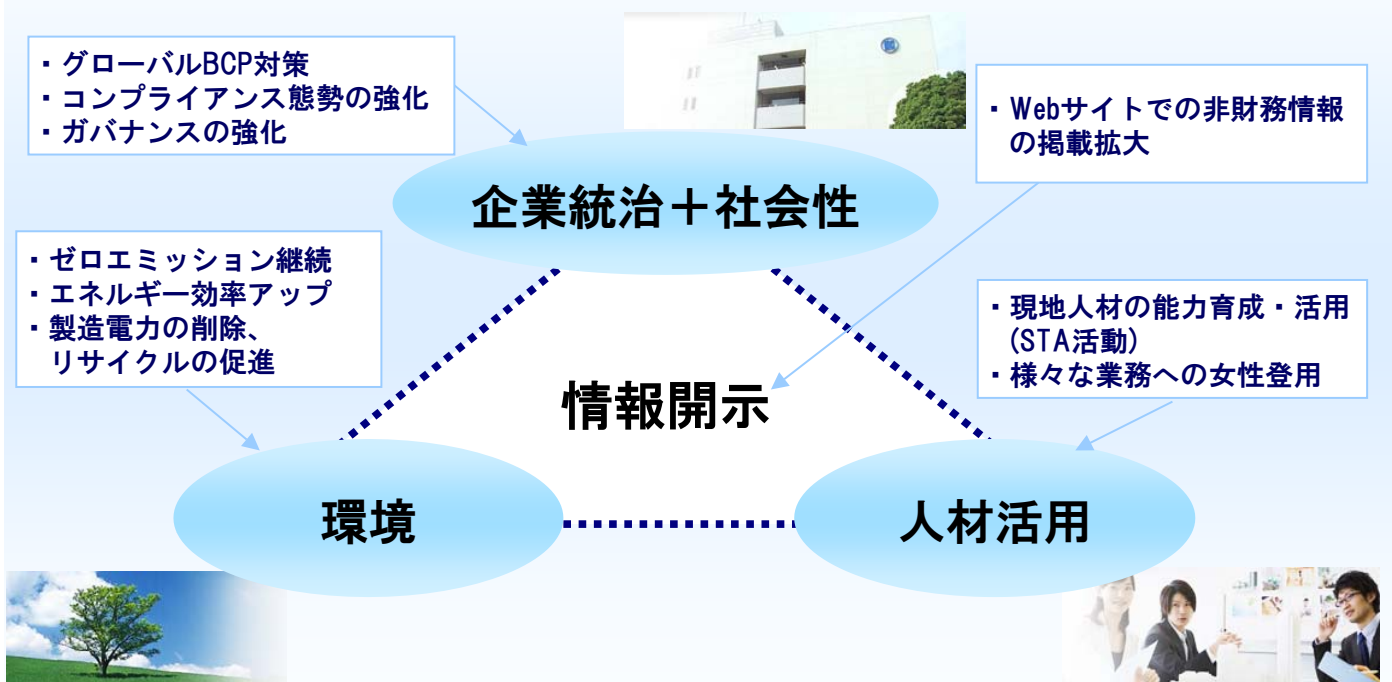 ・グローバルBCP対策
・コンプライアンス態勢の強化
・ガバナンスの強化
・Webサイトでの非財務情報
の掲載拡大
企業統治＋社会性
・ゼロエミッション継続
・エネルギー効率アップ
・製造電力の削除、
リサイクルの促進
・現地人材の能力育成・活用
(STA活動)
・様々な業務への女性登用
情報開示
環境
人材活用